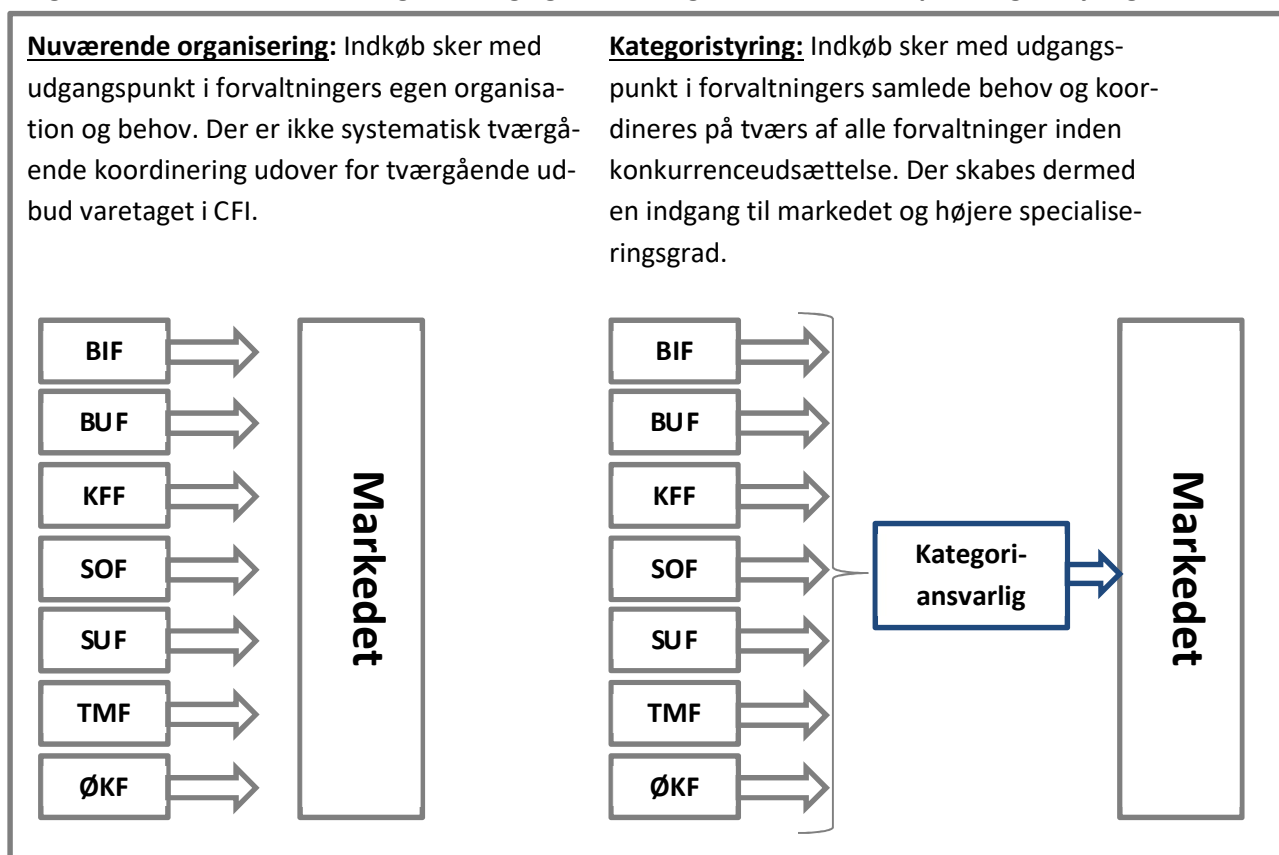 Nuværende organisering: Indkøb sker med
udgangspunkt i forvaltningers egen organisa-
tion og behov. Der er ikke systematisk tværgå-
ende koordinering udover for tværgående ud-
bud varetaget i CFI.
Kategoristyring: Indkøb sker med udgangs-
punkt i forvaltningers samlede behov og koor-
dineres på tværs af alle forvaltninger inden
konkurrenceudsættelse. Der skabes dermed
en indgang til markedet og højere specialise-
ringsgrad.
BIF
BUF
KFF
SOF
SUF
TMF
ØKF
Markedet
BIF
BUF
KFF
SOF
SUF
TMF
ØKF
Kategori-
ansvarlig
Markedet